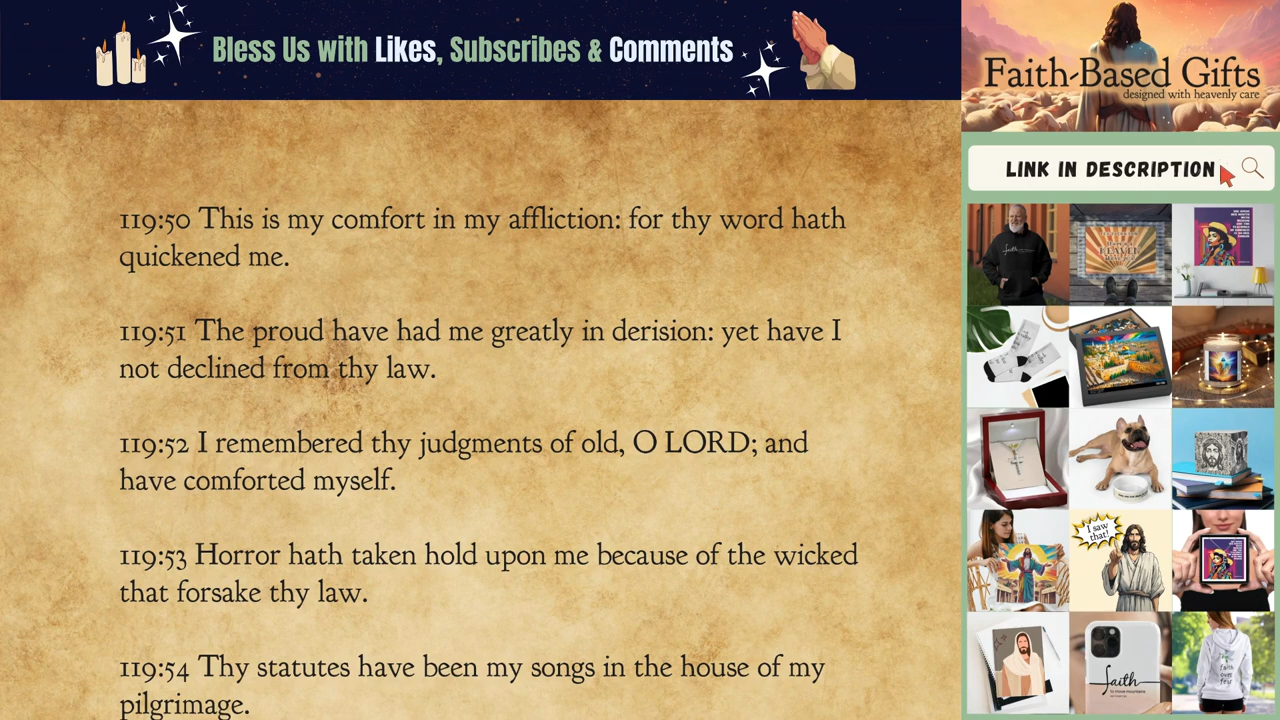 Bless Us with Likes, Subscribes & Comments
119:50 This is my comfort in my affliction: for thy word hath
quickened me.
119:51 The proud have had me greatly in derision: yet have I
not declined from thy law.
119:52 I remembered thy judgments of old, O LORD; and
have comforted myself.
119:53 Horror hath taken hold upon me because of the wicked
that forsake thy law.
119:54 Thy statutes have been my songs in the house of my
pilgrimage.
Faith-Based Gifts
designed with heavenly care
LINK IN DESCRIPTION
faith
I saw
that!
faith
faith
over
fear